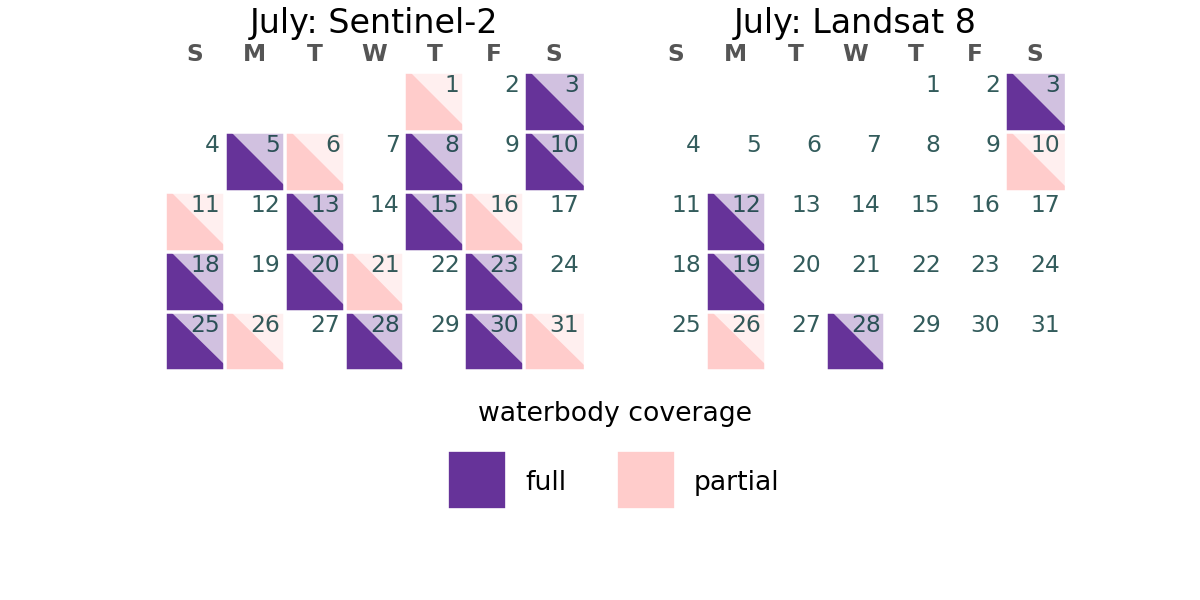 July: Sentinel-2
S M T W T F S
1 2 3
4 5 6 7 8 9 10
11 12 13 14 15 16 17
18 19 20 21 22 23 24
25 26 27 28 29 30 31
July: Landsat 8
S M T W T F S
1 2 3
4 5 6 7 8 9 10
11 12 13 14 15 16 17
18 19 20 21 22 23 24
25 26 27 28 29 30 31
waterbody coverage
full partial